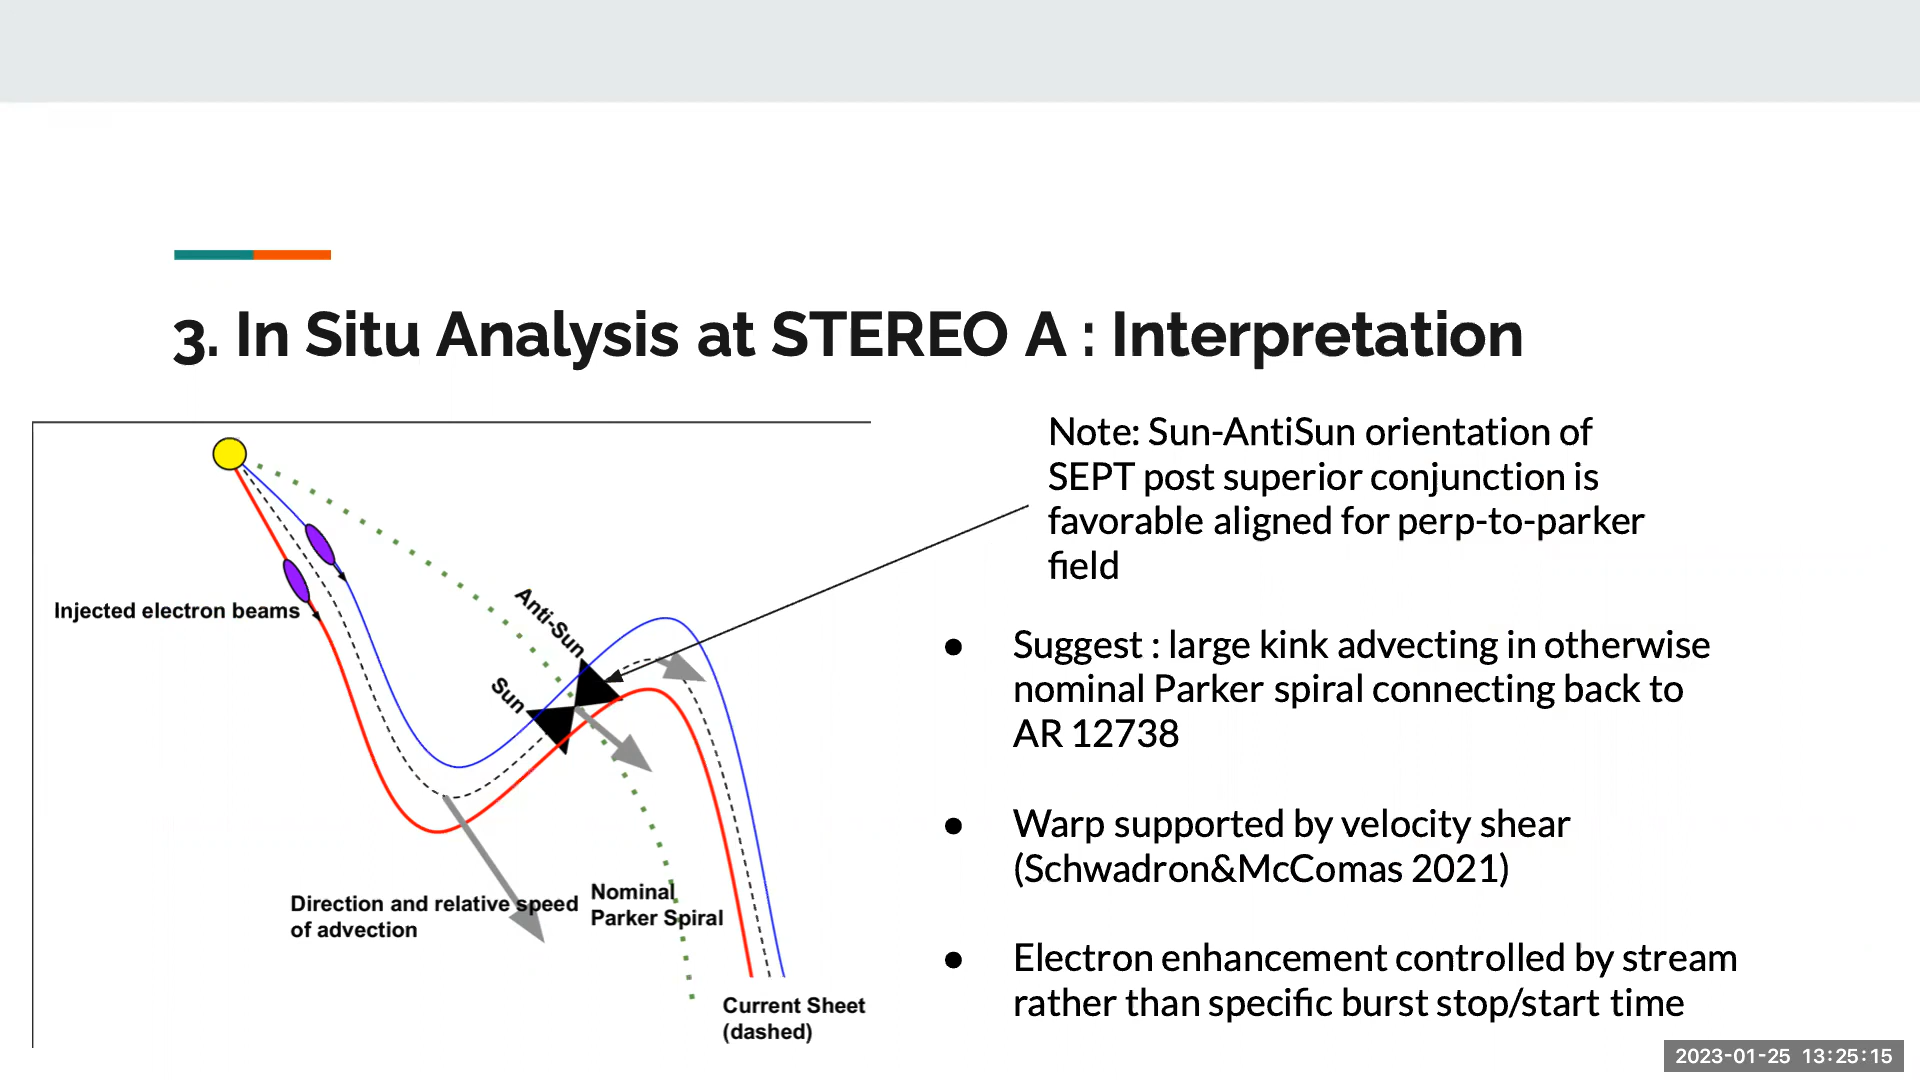 3. In Situ Analysis at STEREO A : Interpretation
Note: Sun-AntiSun orientation of
SEPT post superior conjunction is
favorable aligned for perp-to-parker
field
Injected electron beams
Anti-Sun
Sun
Direction and relative speed
of advection
Nominal
Parker Spiral
Current Sheet
(dashed)
● Suggest : large kink advecting in otherwise
nominal Parker spiral connecting back to
AR 12738
● Warp supported by velocity shear
(Schwadron&McComas 2021)
● Electron enhancement controlled by stream
rather than specific burst stop/start time
2023-01-25 13:25:15